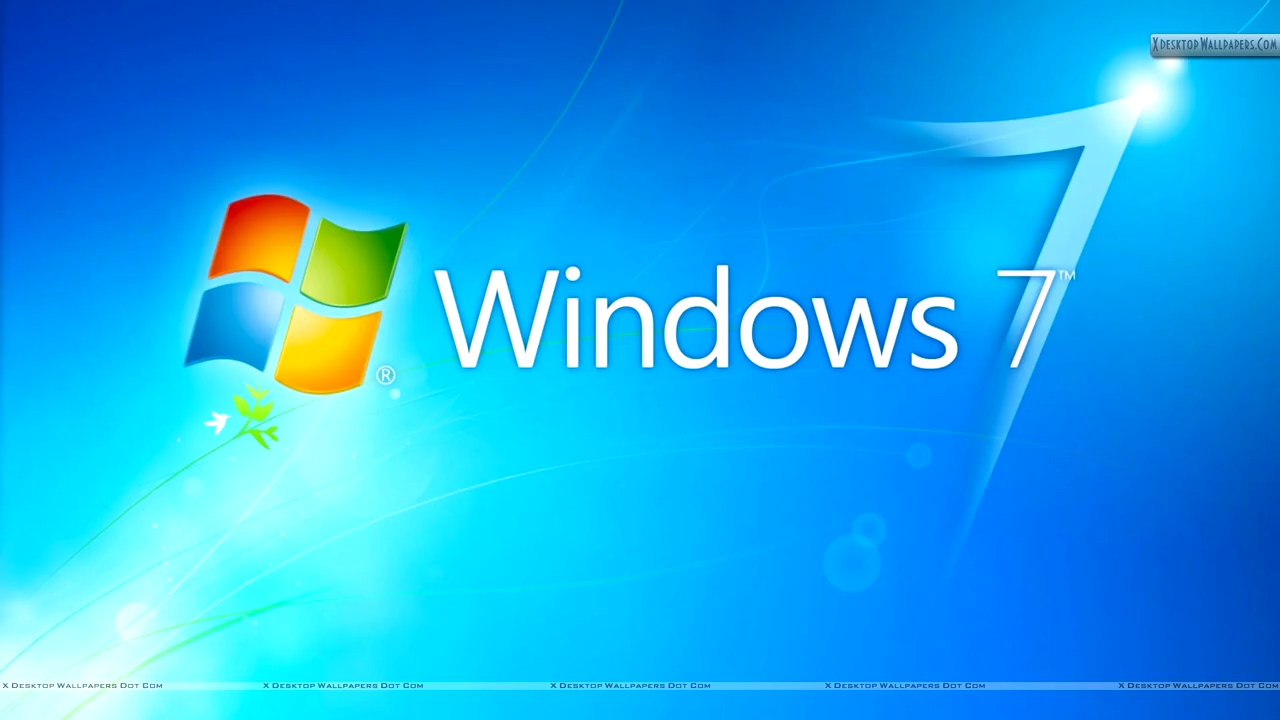 XDESKTOPWALLPAPERS.COM
Windows 7™
®
X DESKTOP WALLPAPERS DOT COM X DESKTOP WALLPAPERS DOT COM X DESKTOP WALLPAPERS DOT COM X DESKTOP WALLPAPERS DOT COM X DESKTOP WALLPAPERS DOT COM